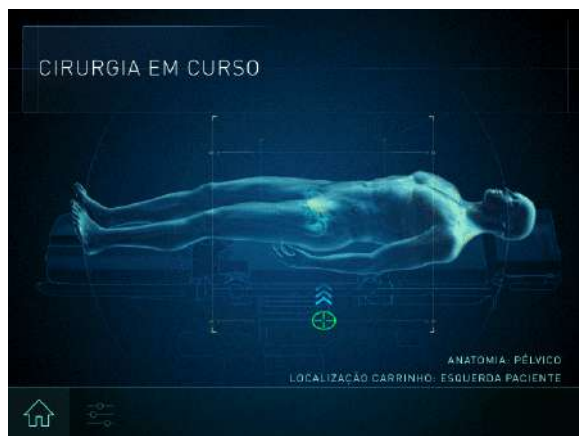 CIRURGIA EM CURSO
ANATOMIA: PÉLVICO
LOCALIZAÇÃO CARRINHO: ESQUERDA PACIENTE